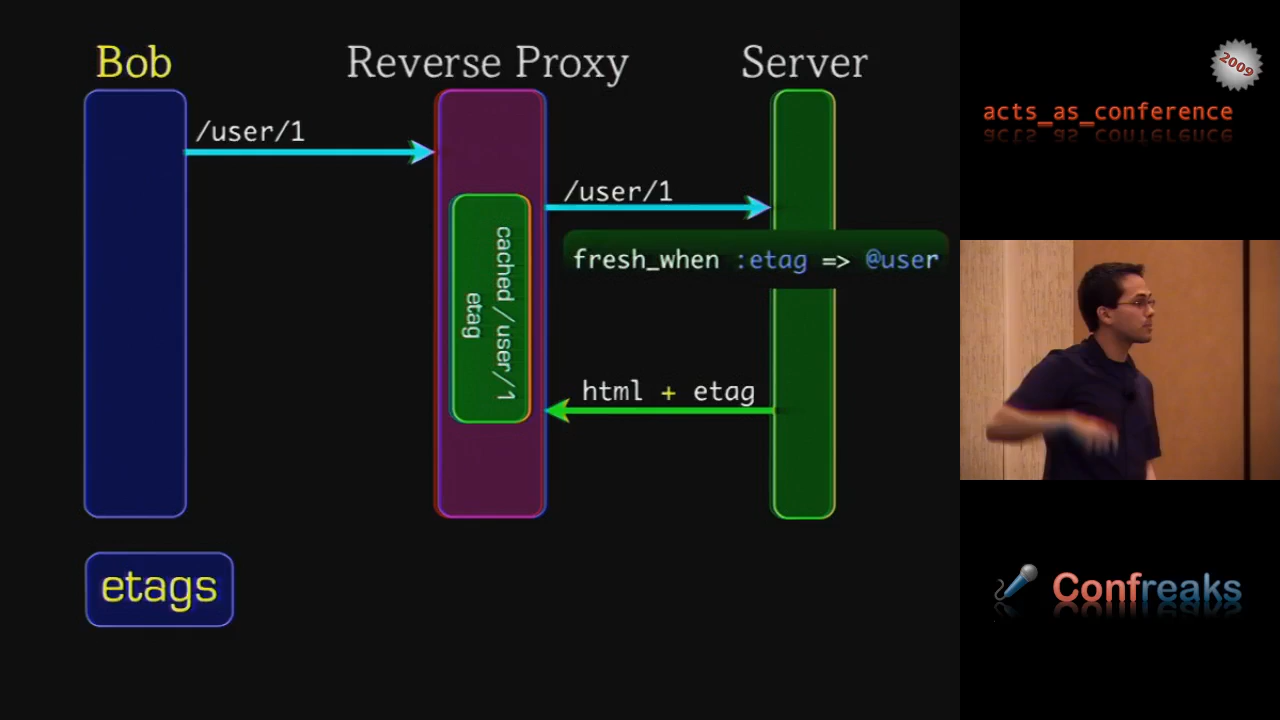 Bob
Reverse Proxy
Server
/user/1
/user/1
fresh_when :etag => @user
cached /user/1
etag
html + etag
etags
2009
acts_as_conference
Confreaks